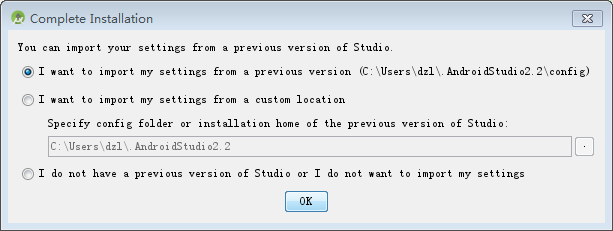 Complete Installation
You can import your settings from a previous version of Studio.
I want to import my settings from a previous version (C:\Users\dzl\.AndroidStudio2.2\config)
I want to import my settings from a custom location
Specify config folder or installation home of the previous version of Studio:
C:\Users\dzl\.AndroidStudio2.2
.
I do not have a previous version of Studio or I do not want to import my settings
OK